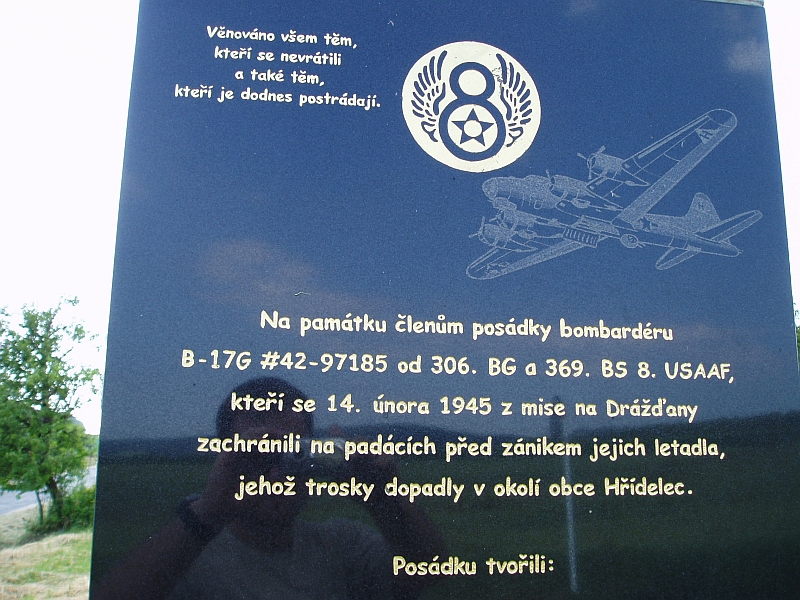 Věnováno všem těm,
kteří se nevrátili
a také těm,
kteří je dodnes postrádají.
8
Na památku členům posádky bombardéru
B-17G #42-97185 od 306. BG a 369. BS 8. USAAF,
kteří se 14. února 1945 z mise na Drážďany
zachránili na padácích před zánikem jejich letadla,
jehož trosky dopadly v okolí obce Hřídelec.
Posádku tvořili: